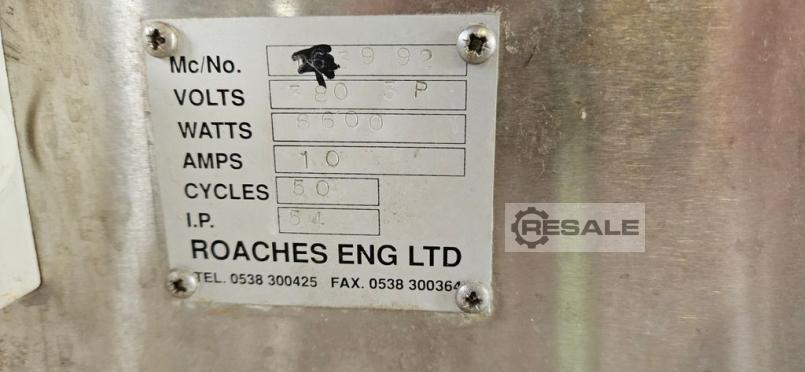 Mc/No. 3992
VOLTS 380 3P
WATTS 6600
AMPS 10
CYCLES 50
I.P. 54
ROACHES ENG LTD
TEL. 0538 300425 FAX. 0538 300364
RESALE